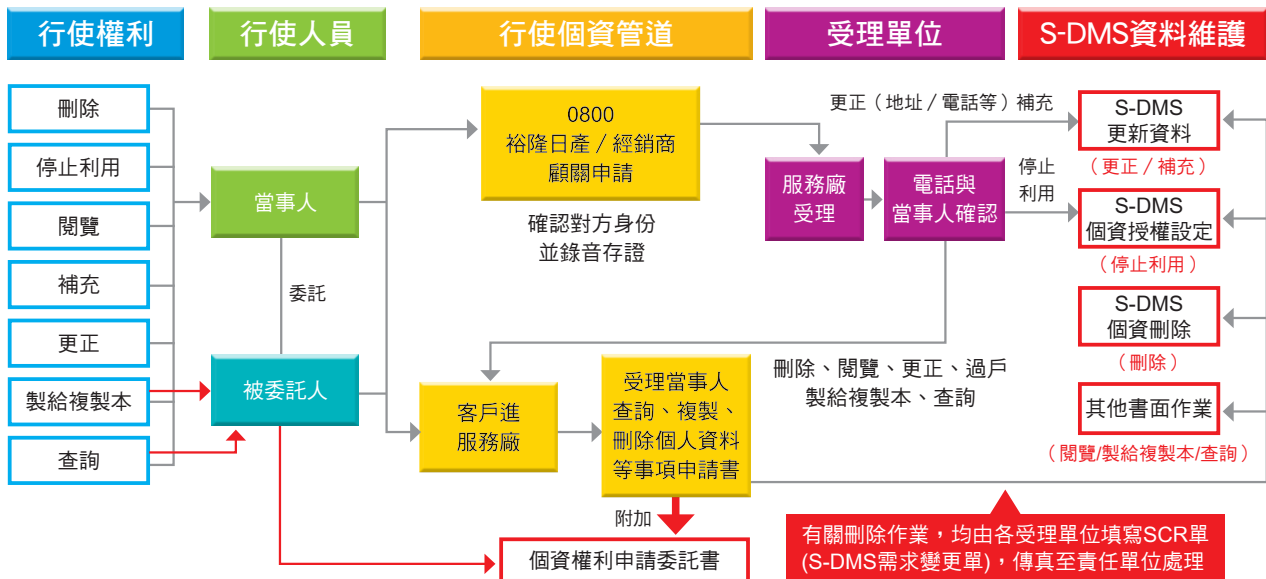 行使權利
行使人員
行使個資管道
受理單位
S-DMS資料維護
刪除
停止利用
閱覽
補充
更正
製給複製本
查詢
當事人
委託
被委託人
0800
裕隆日產／經銷商
顧關申請
確認對方身份
並錄音存證
客戶進
服務廠
受理當事人
查詢、複製、
刪除個人資料
等事項申請書
附加
個資權利申請委託書
服務廠
受理
電話與
當事人確認
更正（地址／電話等）補充
停止
利用
刪除、閱覽、更正、過戶
製給複製本、查詢
S-DMS
更新資料
（更正／補充）
S-DMS
個資授權設定
（停止利用）
S-DMS
個資刪除
（刪除）
其他書面作業
（閱覽/製給複製本/查詢）
有關刪除作業，均由各受理單位填寫SCR單
(S-DMS需求變更單)，傳真至責任單位處理